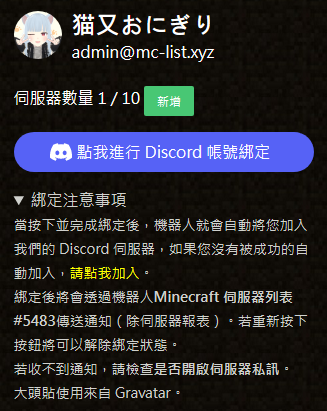 猫又おにぎり
admin@mc-list.xyz
伺服器數量 1 / 10 新增
點我進行 Discord 帳號綁定
▼ 綁定注意事項
當按下並完成綁定後，機器人就會自動將您加入
我們的 Discord 伺服器，如果您沒有被成功的自
動加入，請點我加入。
綁定後將會透過機器人Minecraft 伺服器列表
#5483傳送通知（除伺服器報表）。若重新按下
按鈕將可以解除綁定狀態。
若收不到通知，請檢查是否開啟伺服器私訊。
大頭貼使用來自 Gravatar。